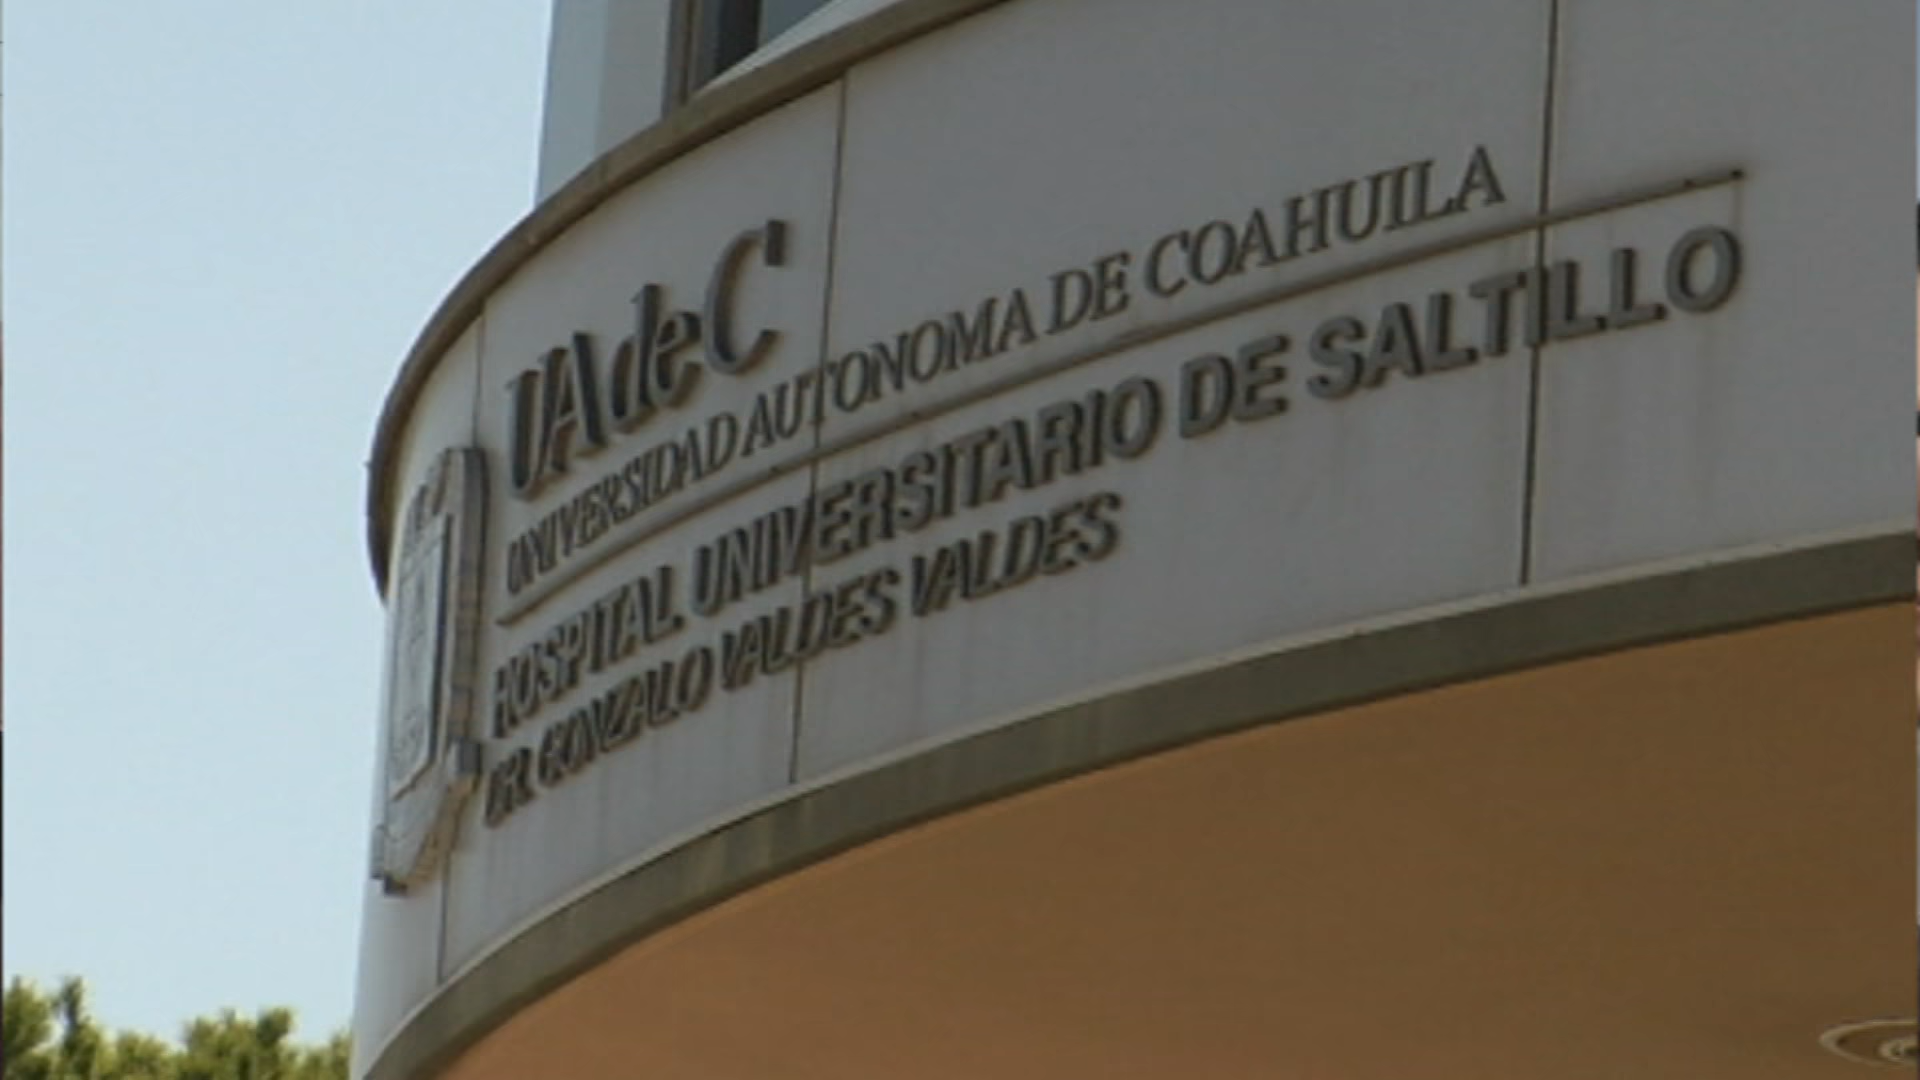 UAdeC
UNIVERSIDAD AUTONOMA DE COAHUILA
HOSPITAL UNIVERSITARIO DE SALTILLO
DR. GONZALO VALDES VALDES